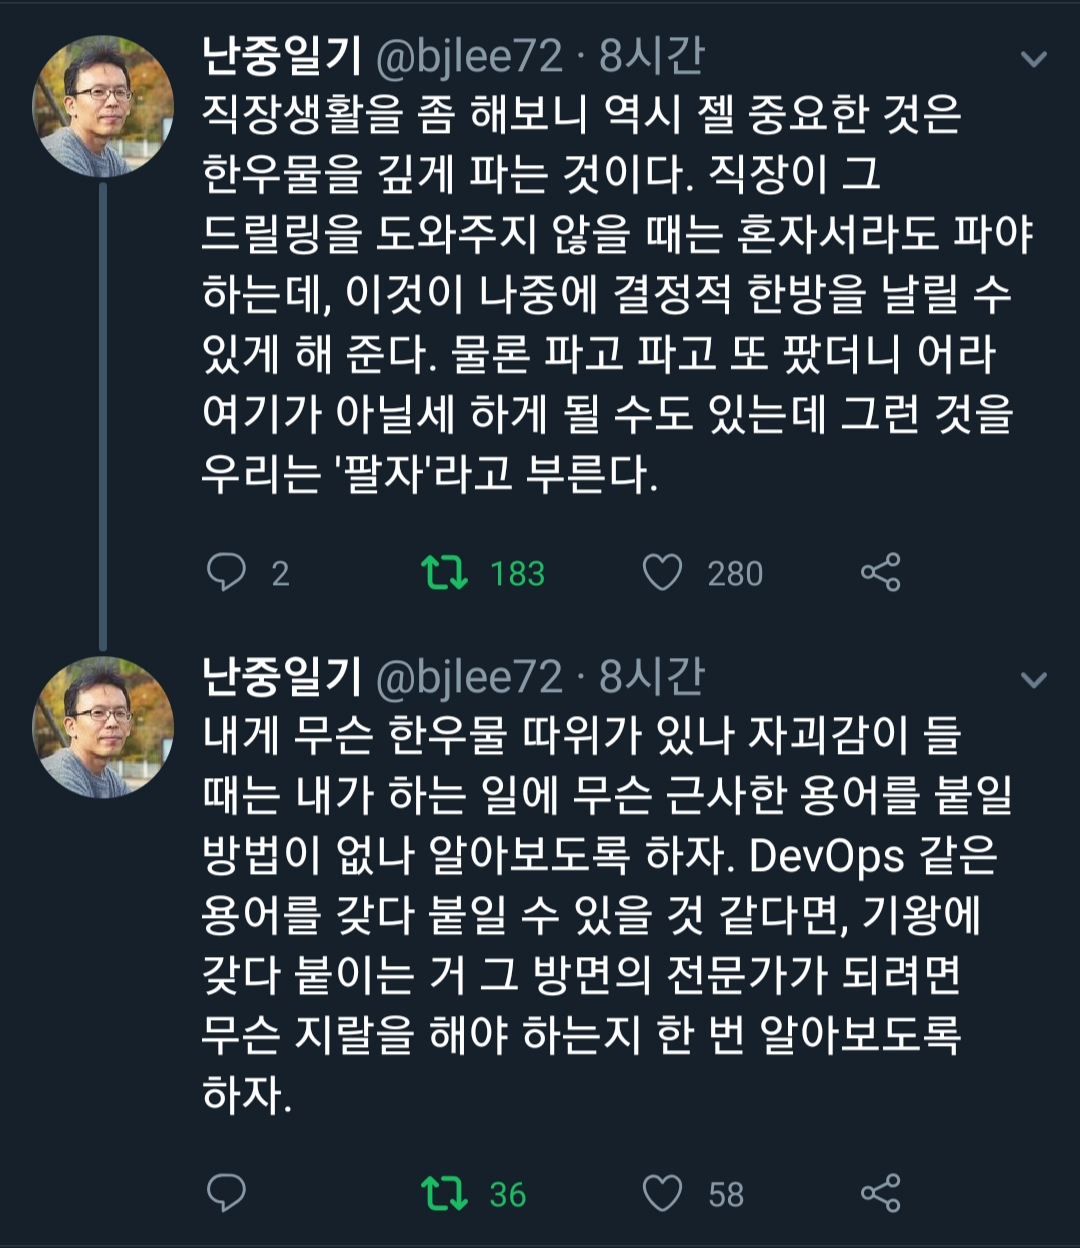 난중일기 @bjlee72 · 8시간
직장생활을 좀 해보니 역시 젤 중요한 것은
한우물을 깊게 파는 것이다. 직장이 그
드릴링을 도와주지 않을 때는 혼자서라도 파야
하는데, 이것이 나중에 결정적 한방을 날릴 수
있게 해 준다. 물론 파고 파고 또 팠더니 어라
여기가 아닐세 하게 될 수도 있는데 그런 것을
우리는 '팔자'라고 부른다.
2 183 280
난중일기 @bjlee72 · 8시간
내게 무슨 한우물 따위가 있나 자괴감이 들
때는 내가 하는 일에 무슨 근사한 용어를 붙일
방법이 없나 알아보도록 하자. DevOps 같은
용어를 갖다 붙일 수 있을 것 같다면, 기왕에
갖다 붙이는 거 그 방면의 전문가가 되려면
무슨 지랄을 해야 하는지 한 번 알아보도록
하자.
36 58